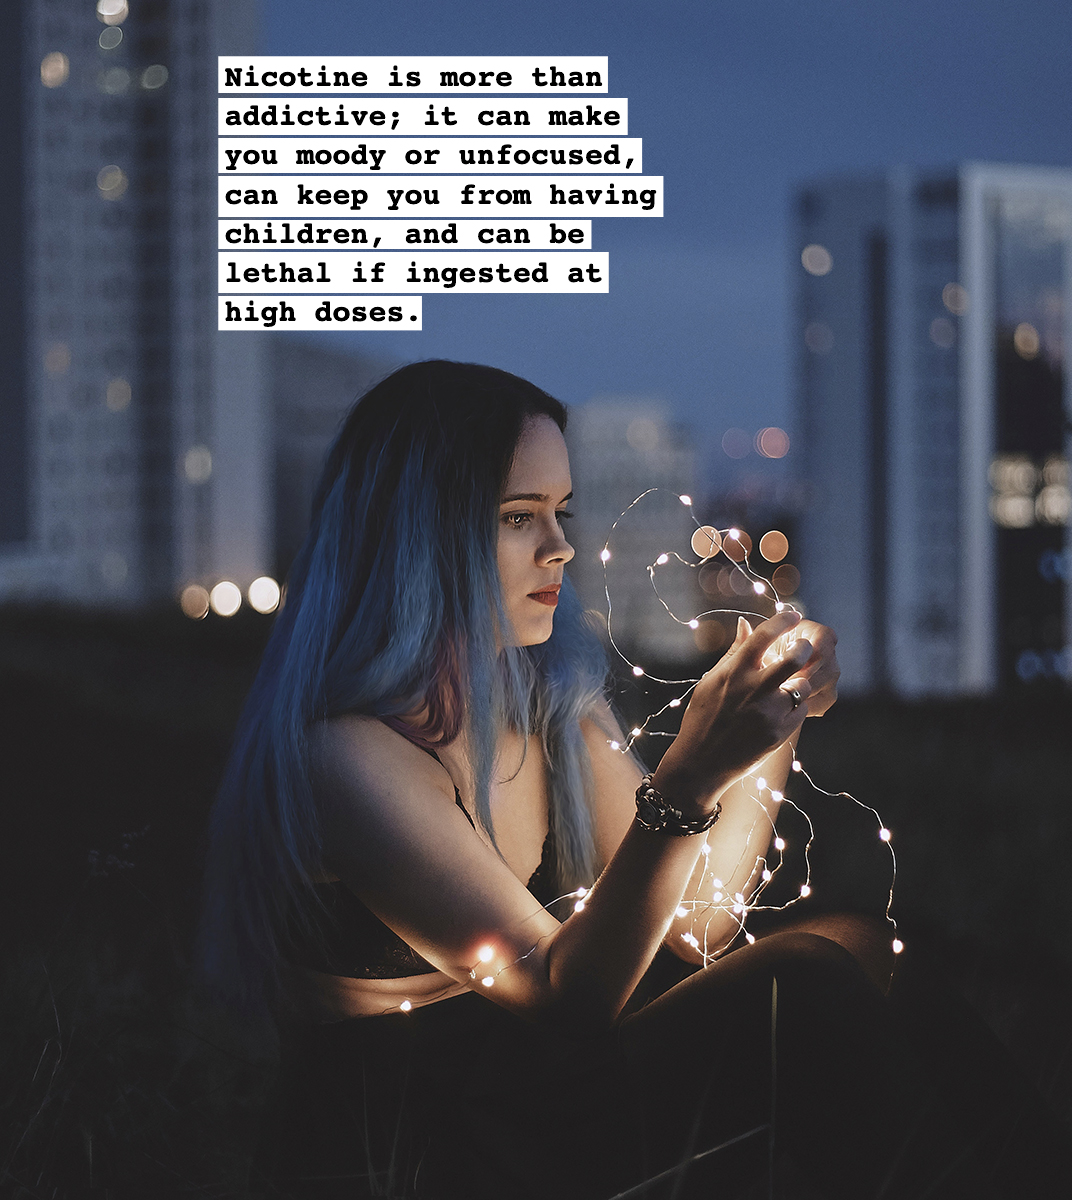 Nicotine is more than
addictive; it can make
you moody or unfocused,
can keep you from having
children, and can be
lethal if ingested at
high doses.